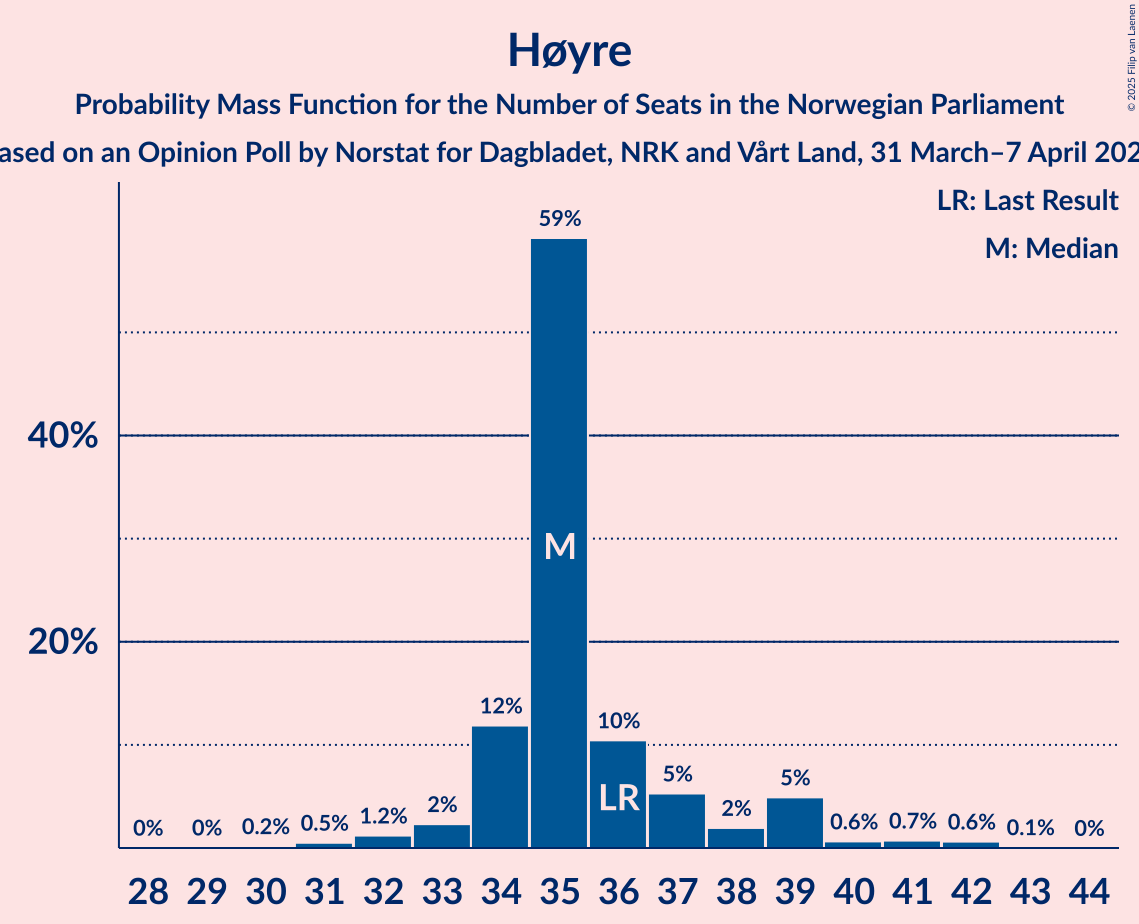 Høyre
Probability Mass Function for the Number of Seats in the Norwegian Parliament
on an Opinion Poll by Norstat for Dagbladet, NRK and Vårt Land, 31 March–7 April
© 2025 Filip van Laenen
LR: Last Result
M: Median
59%
40%
M
20%
12%
10%
LR
5%
5%
0%
0%
0.2%
0.5%
1.2%
2%
2%
0.6%
0.7%
0.6%
0.1%
0%
28 29 30 31 32 33 34 35 36 37 38 39 40 41 42 43 44